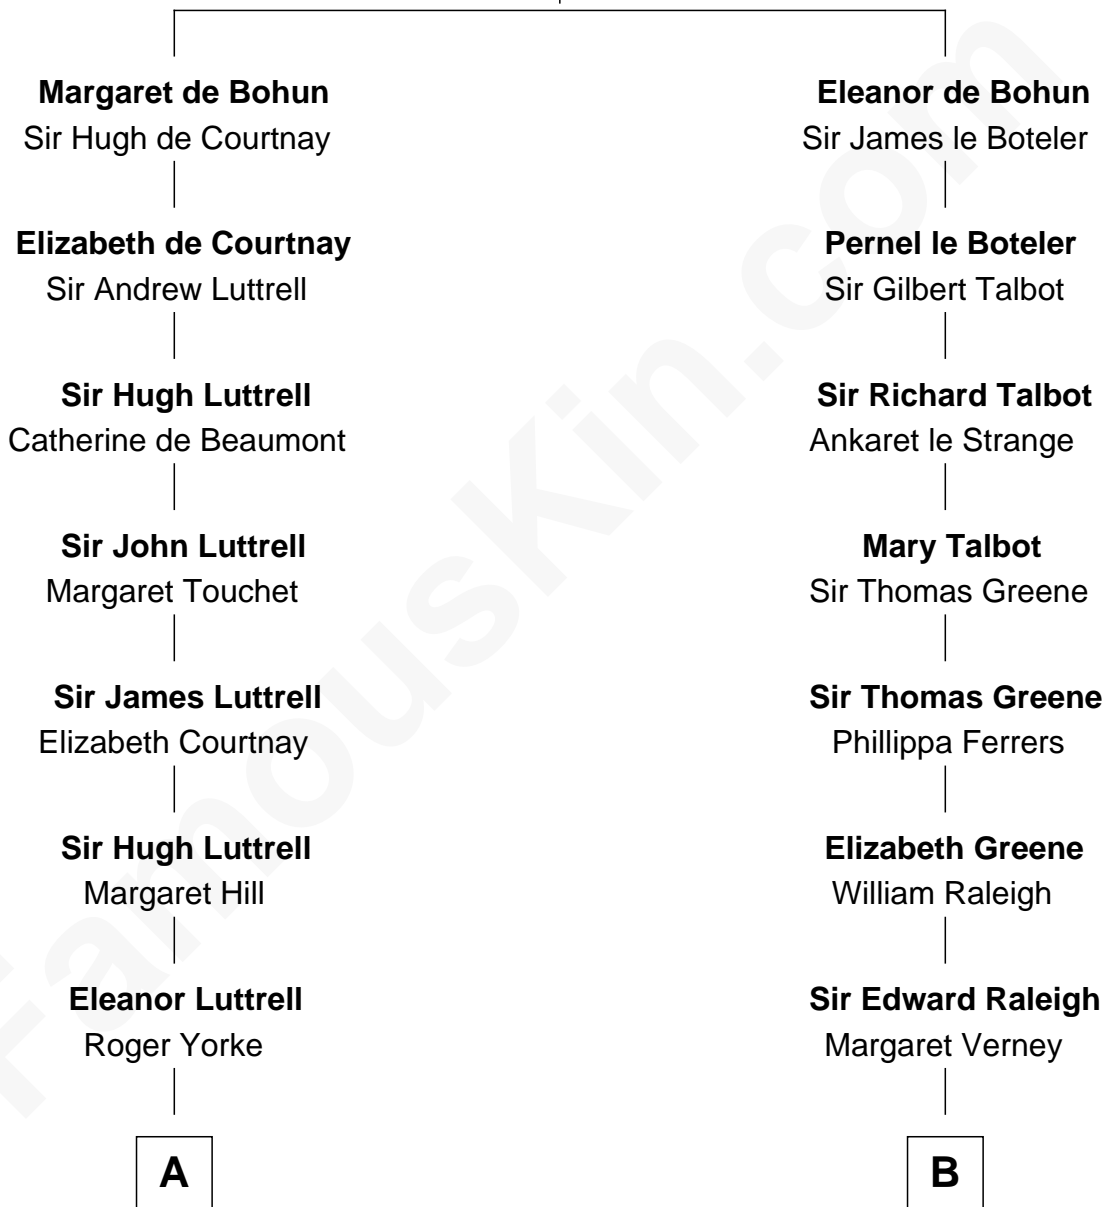 Margaret de Bohun
Sir Hugh de Courtnay
Elizabeth de Courtnay
Sir Andrew Luttrell
Sir Hugh Luttrell
Catherine de Beaumont
Sir John Luttrell
Margaret Touchet
Sir James Luttrell
Elizabeth Courtnay
Sir Hugh Luttrell
Margaret Hill
Eleanor Luttrell
Roger Yorke
A
Eleanor de Bohun
Sir James le Boteler
Pernel le Boteler
Sir Gilbert Talbot
Sir Richard Talbot
Ankaret le Strange
Mary Talbot
Sir Thomas Greene
Sir Thomas Greene
Phillippa Ferrers
Elizabeth Greene
William Raleigh
Sir Edward Raleigh
Margaret Verney
B
FamousKin.com